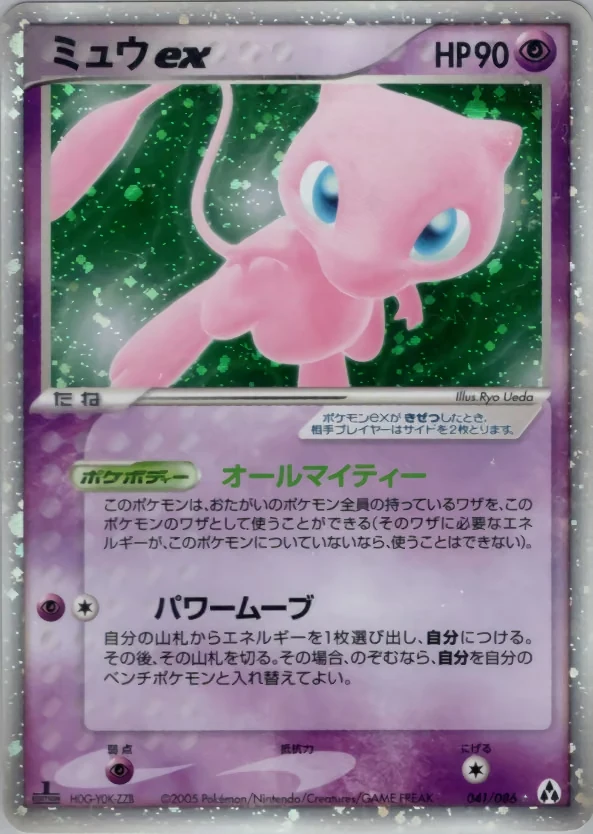 ミュウex HP90
たね
Illus. Ryo Ueda
ポケモンexが きぜつしたとき、
相手プレイヤーはサイドを2枚とります。
ポケボディー オールマイティー
このポケモンは、おたがいのポケモン全員の持っているワザを、この
ポケモンのワザとして使うことができる(そのワザに必要なエネ
ルギーが、このポケモンについていないなら、使うことはできない)。
パワームーブ
自分の山札からエネルギーを1枚選び出し、自分につける。
その後、その山札を切る。その場合、のぞむなら、自分を自分の
ベンチポケモンと入れ替えてよい。
弱点 抵抗力 にげる
1 EDITION H0G-Y0K-ZZB ©2005 Pokémon/Nintendo/Creatures/GAME FREAK 041/086